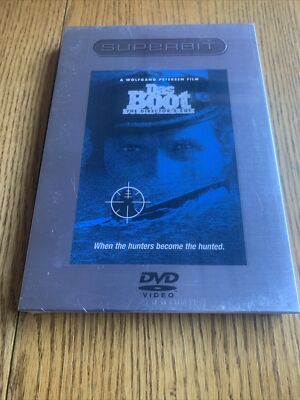 SUPERBIT
A WOLFGANG PETERSEN FILM
Das
Boot
THE DIRECTOR'S CUT
When the hunters become the hunted.
DVD
VIDEO